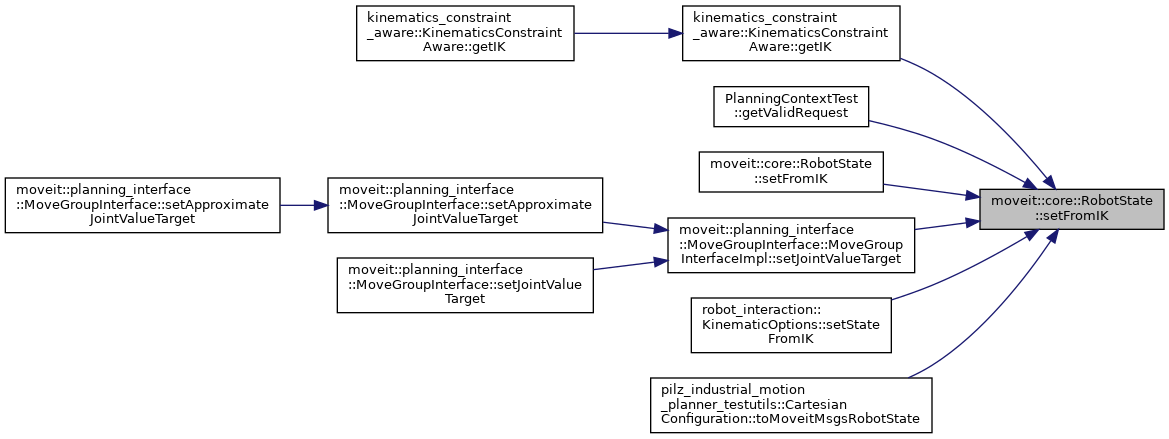 kinematics_constraint
_aware::KinematicsConstraint
Aware::getIK
kinematics_constraint
_aware::KinematicsConstraint
Aware::getIK
PlanningContextTest
::getValidRequest
moveit::core::RobotState
::setFromIK
moveit::core::RobotState
::setFromIK
moveit::planning_interface
::MoveGroupInterface::setApproximate
JointValueTarget
moveit::planning_interface
::MoveGroupInterface::setApproximate
JointValueTarget
moveit::planning_interface
::MoveGroupInterface::MoveGroup
InterfaceImpl::setJointValueTarget
moveit::planning_interface
::MoveGroupInterface::setJointValue
Target
robot_interaction::
KinematicOptions::setState
FromIK
pilz_industrial_motion
_planner_testutils::Cartesian
Configuration::toMoveitMsgsRobotState